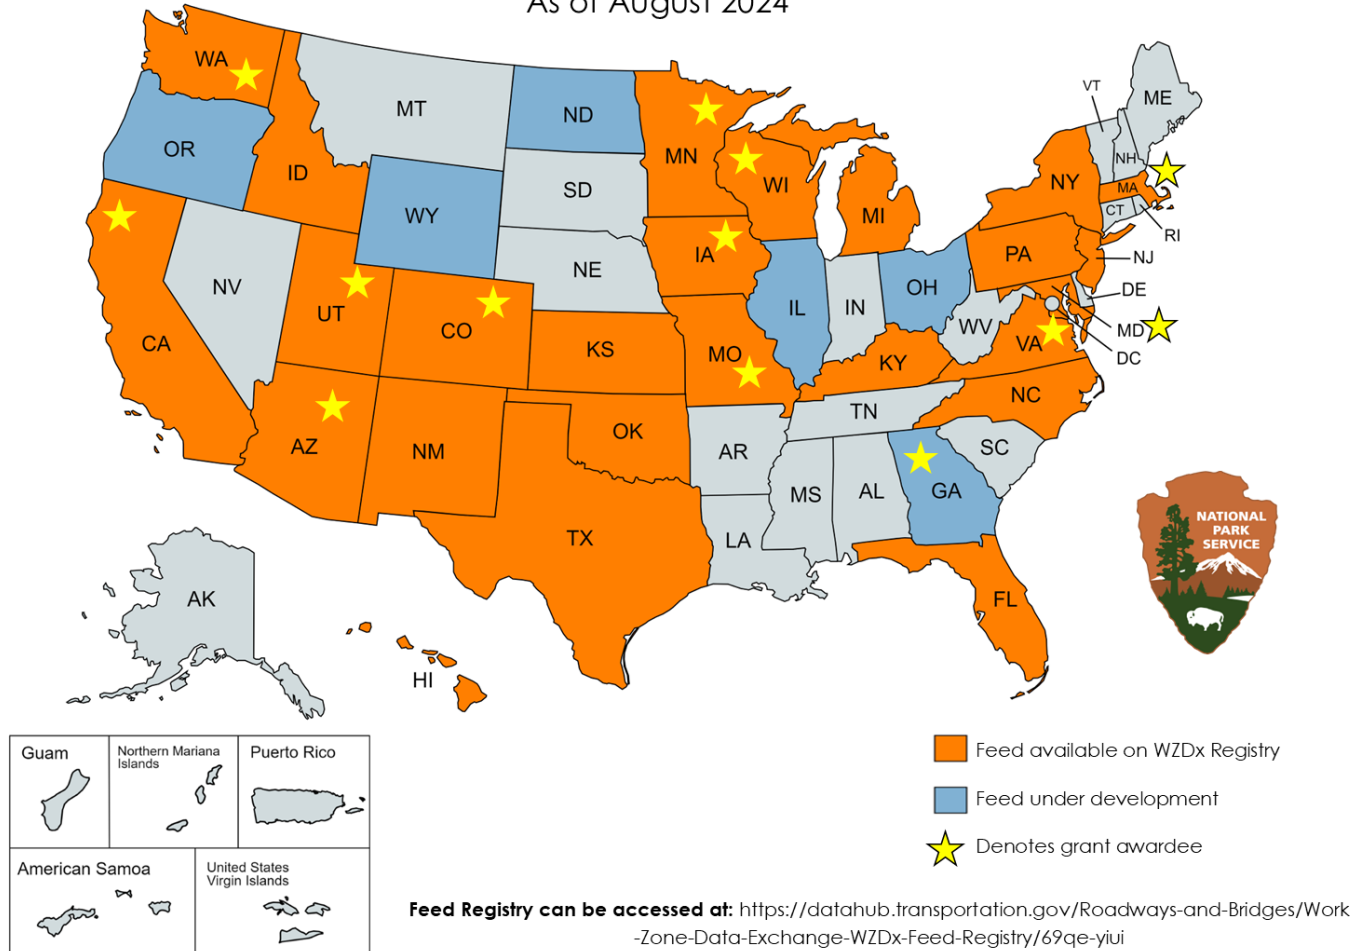 As of August 2024
WA
MT
ND
MN
VT
ME
OR
ID
SD
WI
NH
NY
MA
WY
MI
CT
RI
IA
PA
NJ
NE
NV
OH
DE
UT
CO
IL
IN
WV
MD
CA
KS
MO
KY
VA
DC
NC
TN
AZ
NM
OK
AR
SC
MS
AL
GA
TX
LA
NATIONAL
PARK
SERVICE
AK
FL
HI
Guam
Northern Mariana
Islands
Puerto Rico
American Samoa
United States
Virgin Islands
Feed available on WZDx Registry
Feed under development
Denotes grant awardee
Feed Registry can be accessed at: https://datahub.transportation.gov/Roadways-and-Bridges/Work
-Zone-Data-Exchange-WZDx-Feed-Registry/69qe-yiui